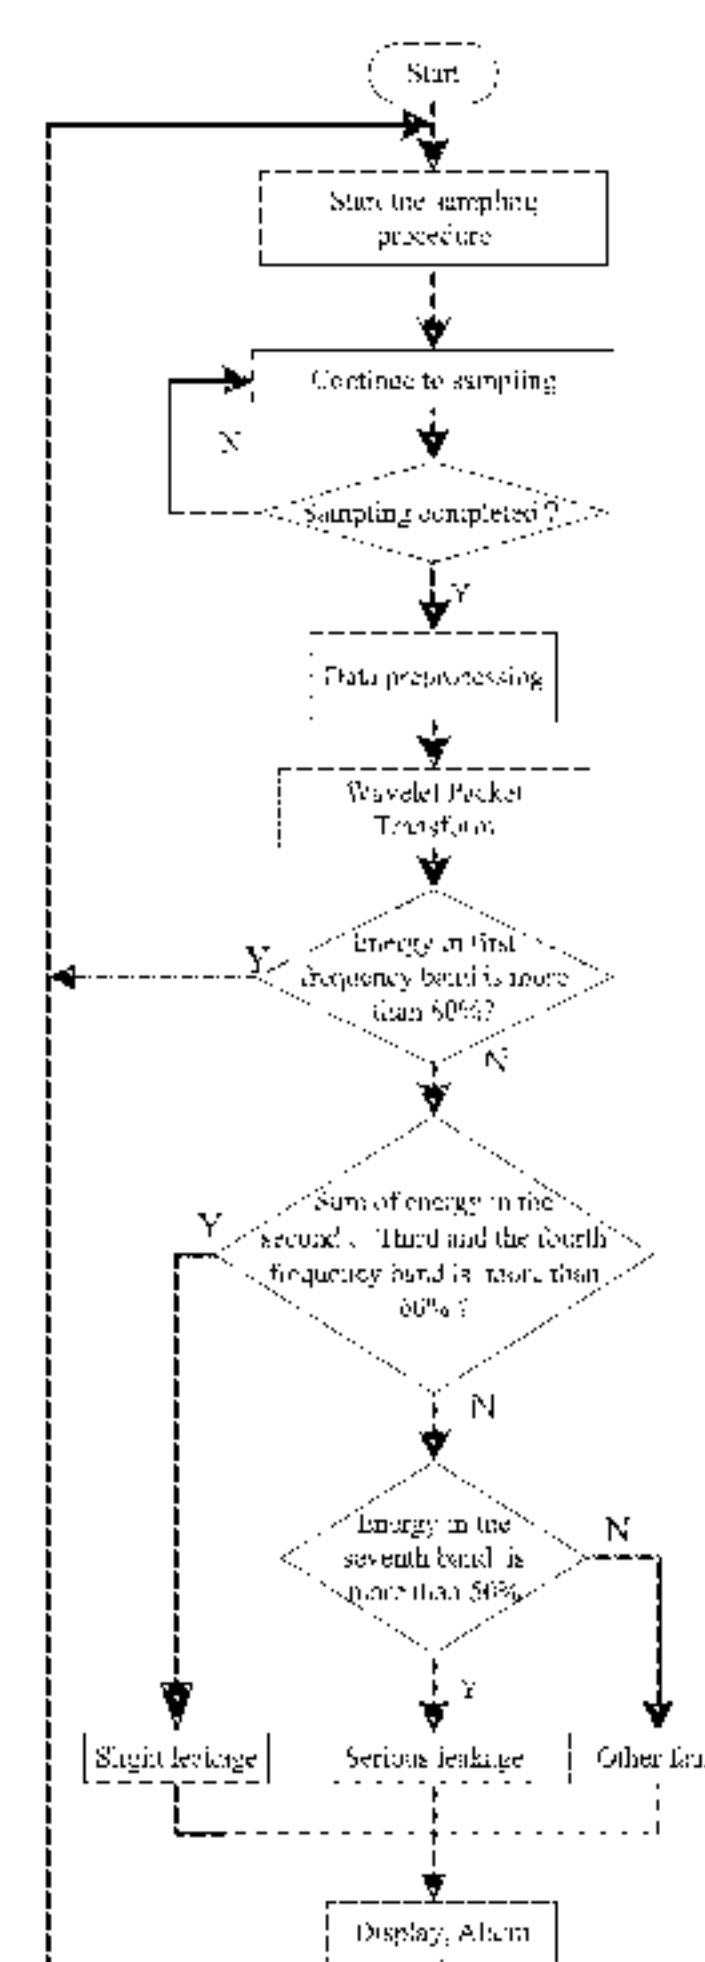 Start
Start the sampling
procedure
Continue to sampling
N
Sampling completed ?
Y
Data preprocessing
Wavelet Packet
Transform
Y
Energy in first
frequency band is more
than 60%?
N
Y
Sum of energy in the
second 、 Third and the fourth
frequency band is more than
60% ?
N
Energy in the
seventh band is
more than 50%
N
Y
Slight leakage
Serious leakage
Other
Display, Alarm